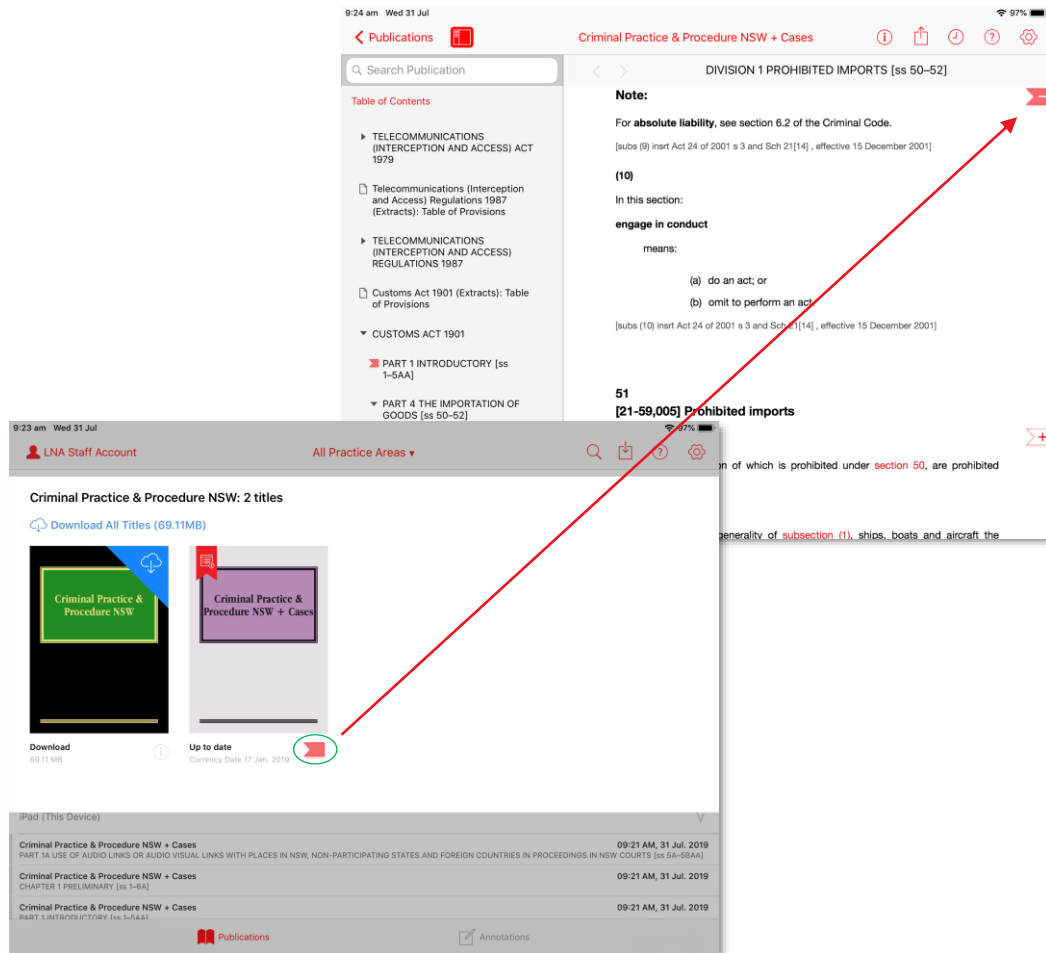 9:24 am Wed 31 Jul
97%
Publications
Criminal Practice & Procedure NSW + Cases
Search Publication
DIVISION 1 PROHIBITED IMPORTS [ss 50–52]
Table of Contents
TELECOMMUNICATIONS
(INTERCEPTION AND ACCESS) ACT
1979
Telecommunications (Interception
and Access) Regulations 1987
(Extracts): Table of Provisions
TELECOMMUNICATIONS
(INTERCEPTION AND ACCESS)
REGULATIONS 1987
Customs Act 1901 (Extracts): Table
of Provisions
CUSTOMS ACT 1901
PART 1 INTRODUCTORY [ss
1–5AA]
PART 4 THE IMPORTATION OF
GOODS [ss 50–52]
Note:
For absolute liability, see section 6.2 of the Criminal Code.
[subs (9) insrt Act 24 of 2001 s 3 and Sch 21[14] , effective 15 December 2001]
(10)
In this section:
engage in conduct
means:
(a) do an act; or
(b) omit to perform an act.
[subs (10) insrt Act 24 of 2001 s 3 and Sch 21[14] , effective 15 December 2001]
51
[21-59,005] Prohibited imports
of which is prohibited under section 50, are prohibited
generality of subsection (1), ships, boats and aircraft the
9:23 am Wed 31 Jul
97%
LNA Staff Account
All Practice Areas ▾
Criminal Practice & Procedure NSW: 2 titles
Download All Titles (69.11MB)
Criminal Practice &
Procedure NSW
Criminal Practice &
Procedure NSW + Cases
Download
69.11 MB
Up to date
Currency Date 17 Jan. 2019
iPad (This Device)
Criminal Practice & Procedure NSW + Cases
09:21 AM, 31 Jul. 2019
PART 1A USE OF AUDIO LINKS OR AUDIO VISUAL LINKS WITH PLACES IN NSW, NON-PARTICIPATING STATES AND FOREIGN COUNTRIES IN PROCEEDINGS IN NSW COURTS [ss 5A–5BAA]
Criminal Practice & Procedure NSW + Cases
09:21 AM, 31 Jul. 2019
CHAPTER 1 PRELIMINARY [ss 1–6A]
Criminal Practice & Procedure NSW + Cases
09:21 AM, 31 Jul. 2019
PART 1 INTRODUCTORY [ss 1–5AA]
Publications
Annotations